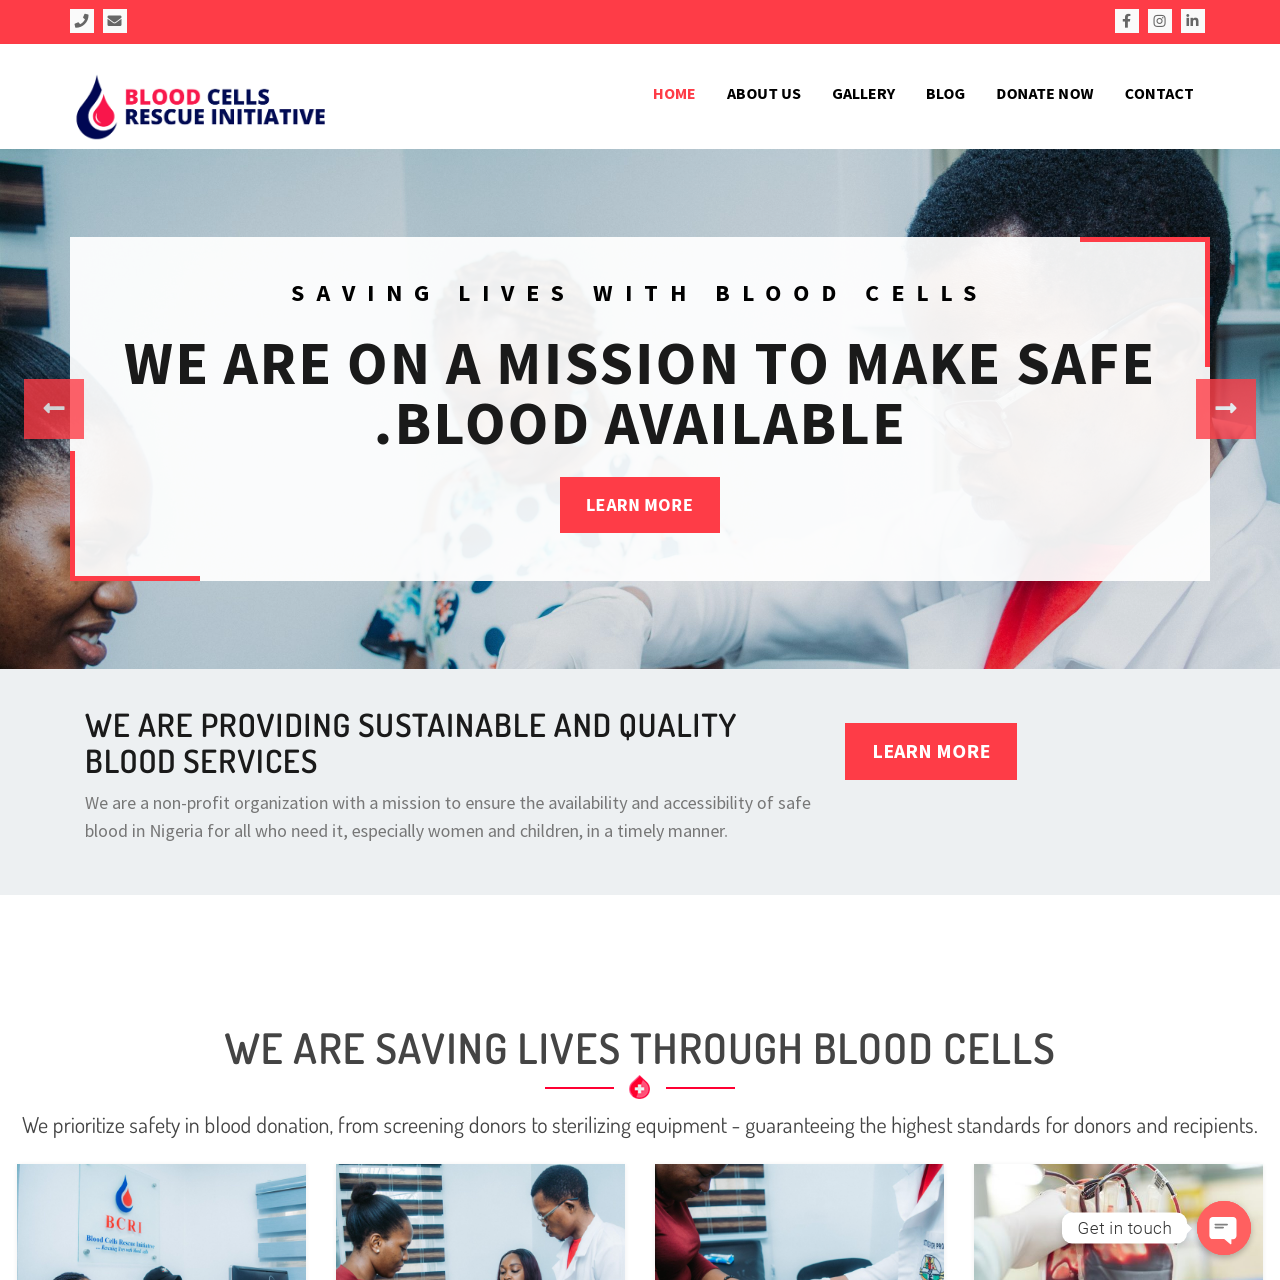 BLOOD CELLS
RESCUE INITIATIVE
HOME ABOUT US GALLERY BLOG DONATE NOW CONTACT
SAVING LIVES WITH BLOOD CELLS
WE ARE ON A MISSION TO MAKE SAFE
.BLOOD AVAILABLE
LEARN MORE
WE ARE PROVIDING SUSTAINABLE AND QUALITY
BLOOD SERVICES
LEARN MORE
We are a non-profit organization with a mission to ensure the availability and accessibility of safe
blood in Nigeria for all who need it, especially women and children, in a timely manner.
WE ARE SAVING LIVES THROUGH BLOOD CELLS
We prioritize safety in blood donation, from screening donors to sterilizing equipment - guaranteeing the highest standards for donors and recipients.
BCRI
Blood Cells Rescue Initiative
Get in touch